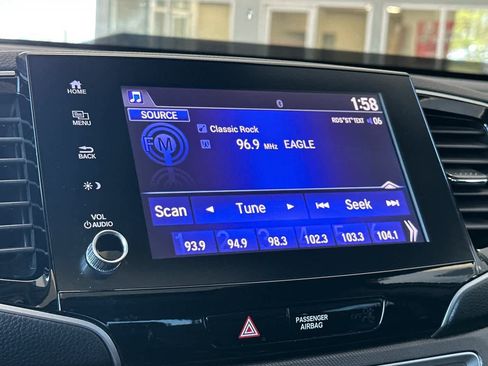 HOME
MENU
BACK
VOL
AUDIO
1:58
SOURCE
RDS"ST"TEXT 06
FM
Classic Rock
96.9 MHz EAGLE
Scan Tune Seek
93.9 94.9 98.3 102.3 103.3 104.1
PASSENGER
AIRBAG